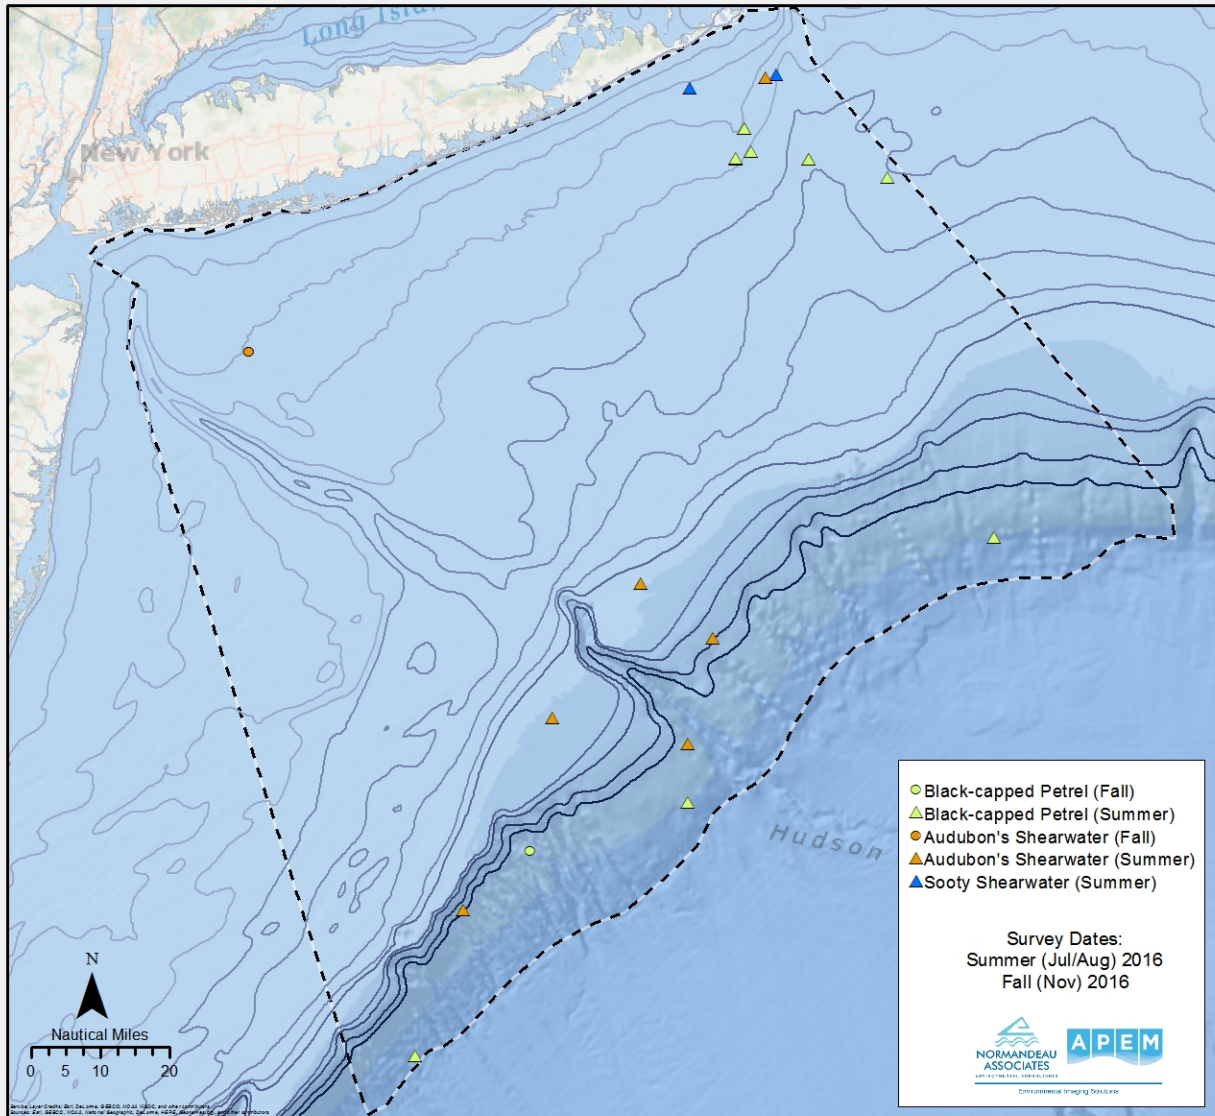 Long Island
New York
Hudson
Black-capped Petrel (Fall)
Black-capped Petrel (Summer)
Audubon's Shearwater (Fall)
Audubon's Shearwater (Summer)
Sooty Shearwater (Summer)
Survey Dates:
Summer (Jul/Aug) 2016
Fall (Nov) 2016
NORMANDEAU
ASSOCIATES
ENVIRONMENTAL CONSULTANTS
APEM
Environmental Imaging Solutions
N
Nautical Miles
0 5 10 20